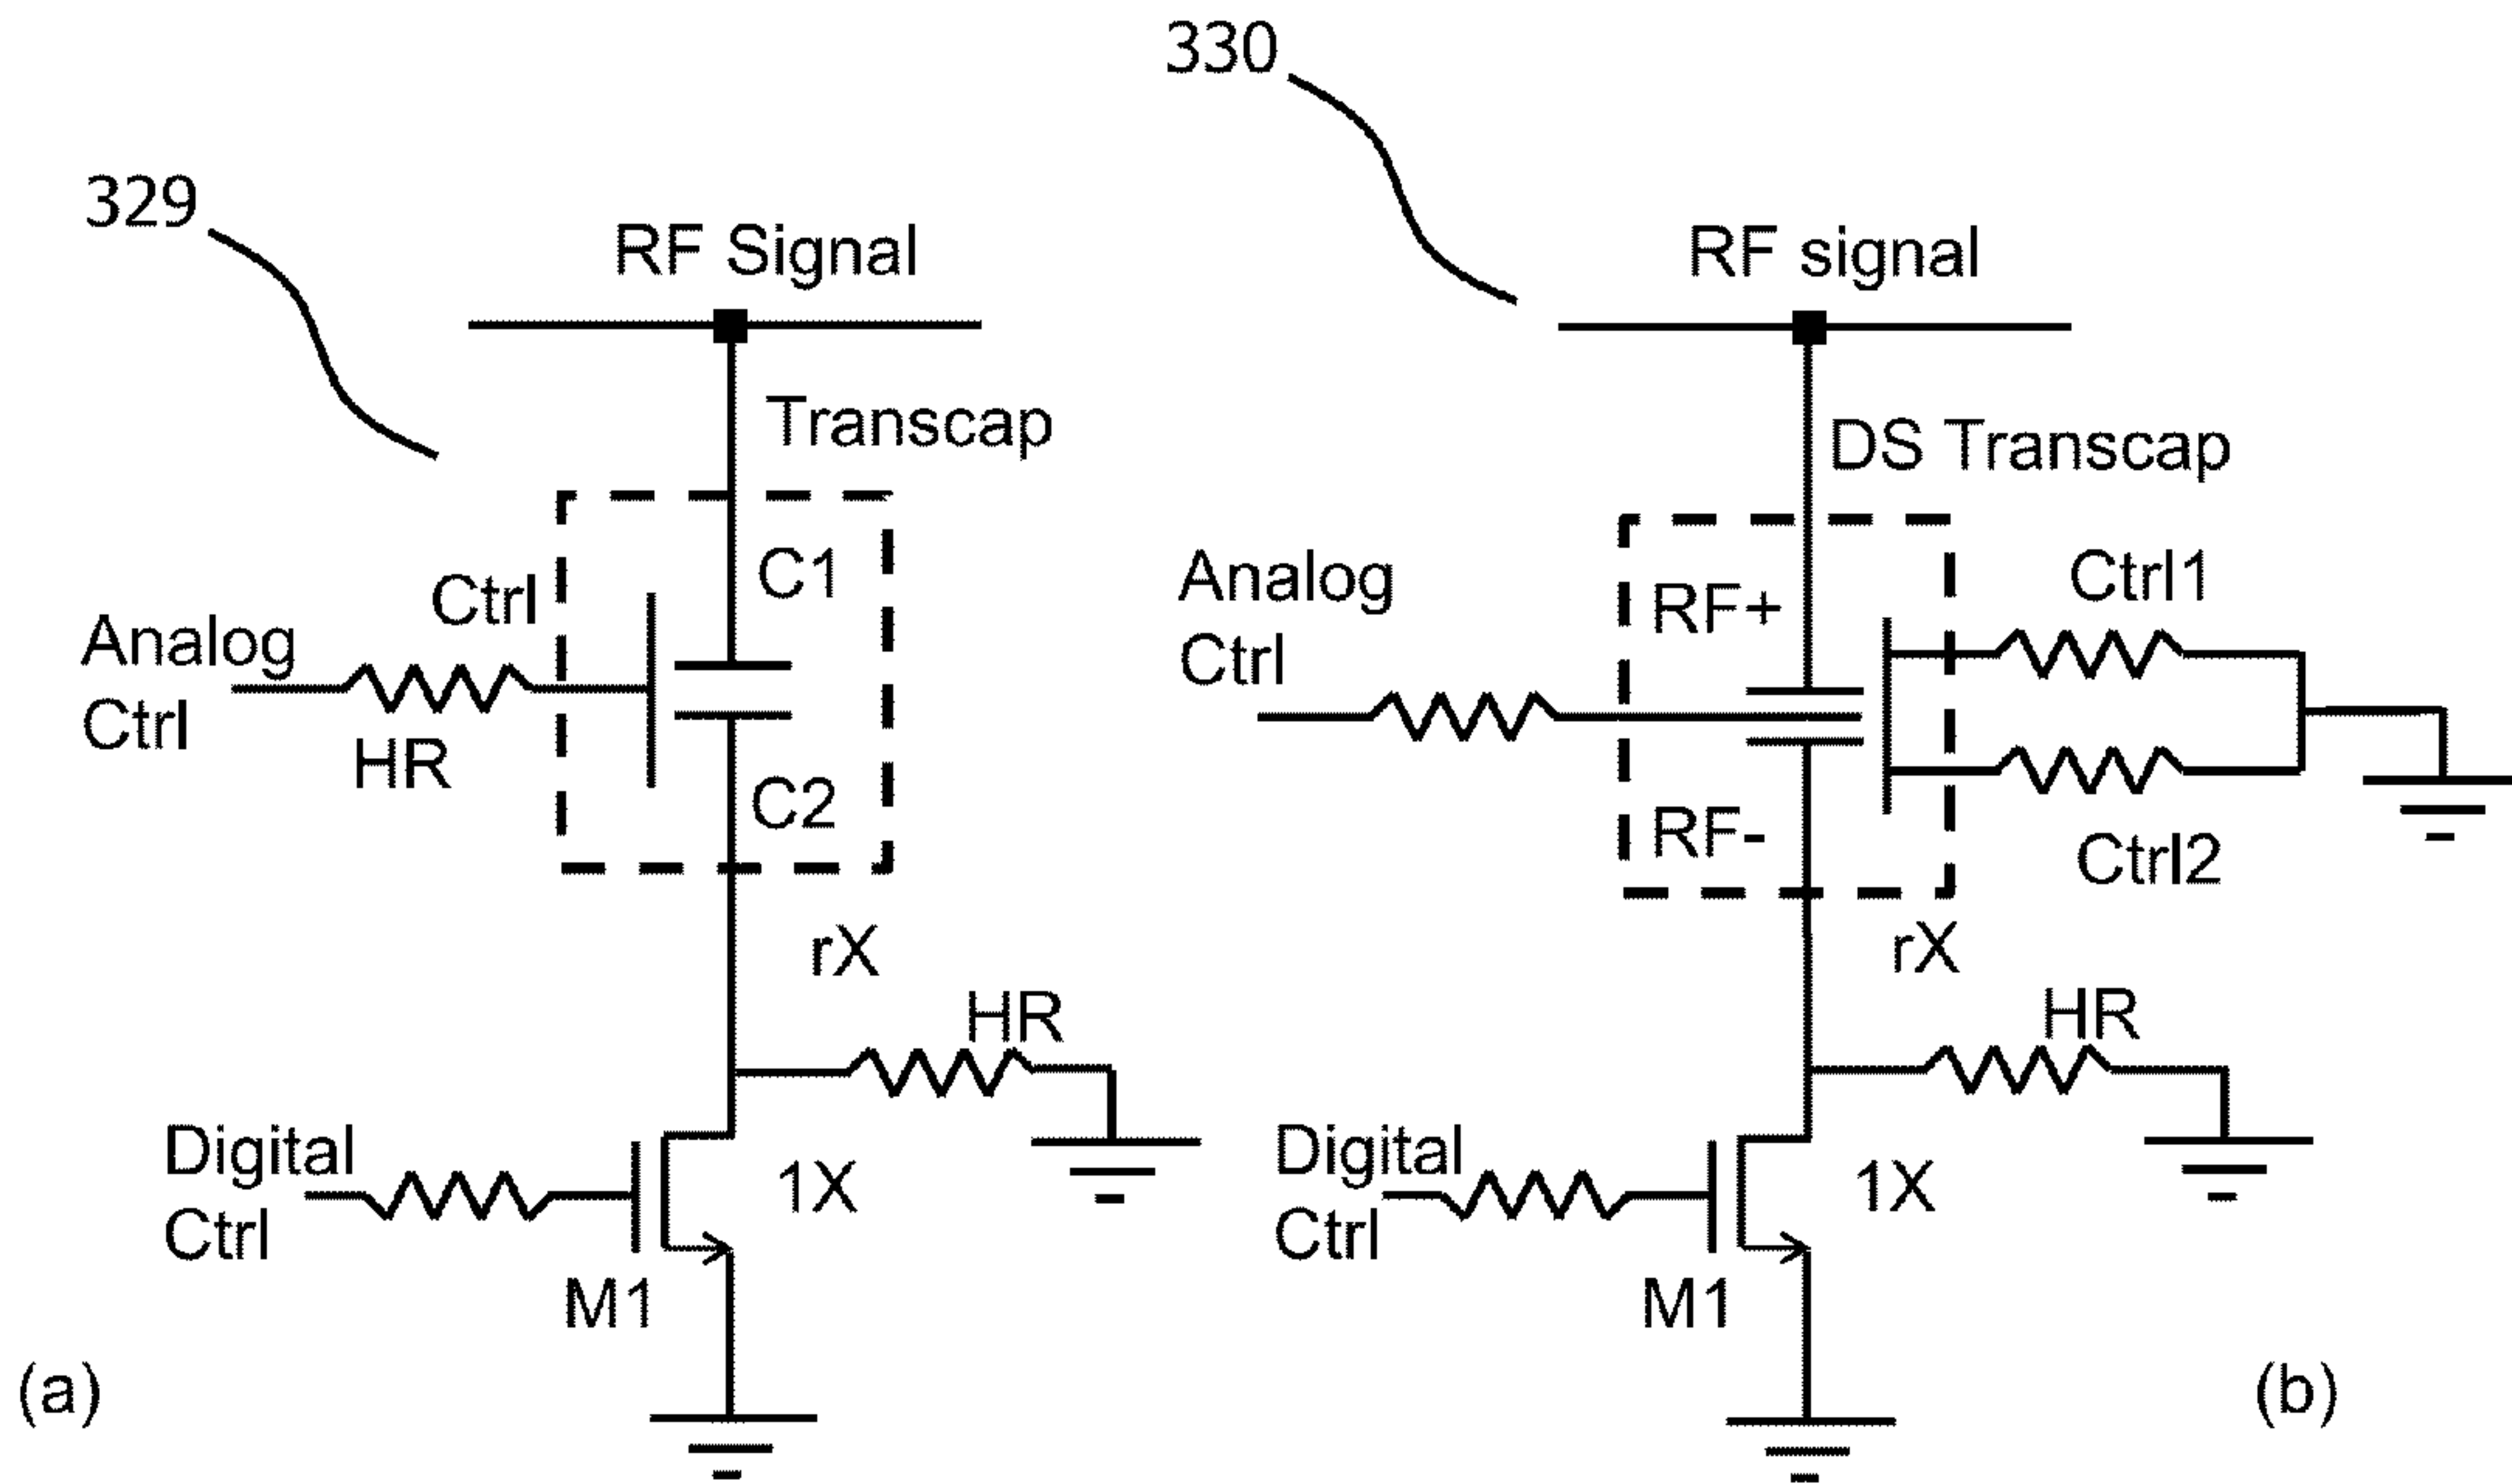 329
RF Signal
Transcap
C1
Ctrl
Analog
Ctrl
HR
C2
rX
HR
Digital
Ctrl
1X
M1
(a)
330
RF signal
DS Transcap
Analog
Ctrl
RF+
Ctrl1
RF-
Ctrl2
rX
HR
Digital
Ctrl
1X
M1
(b)